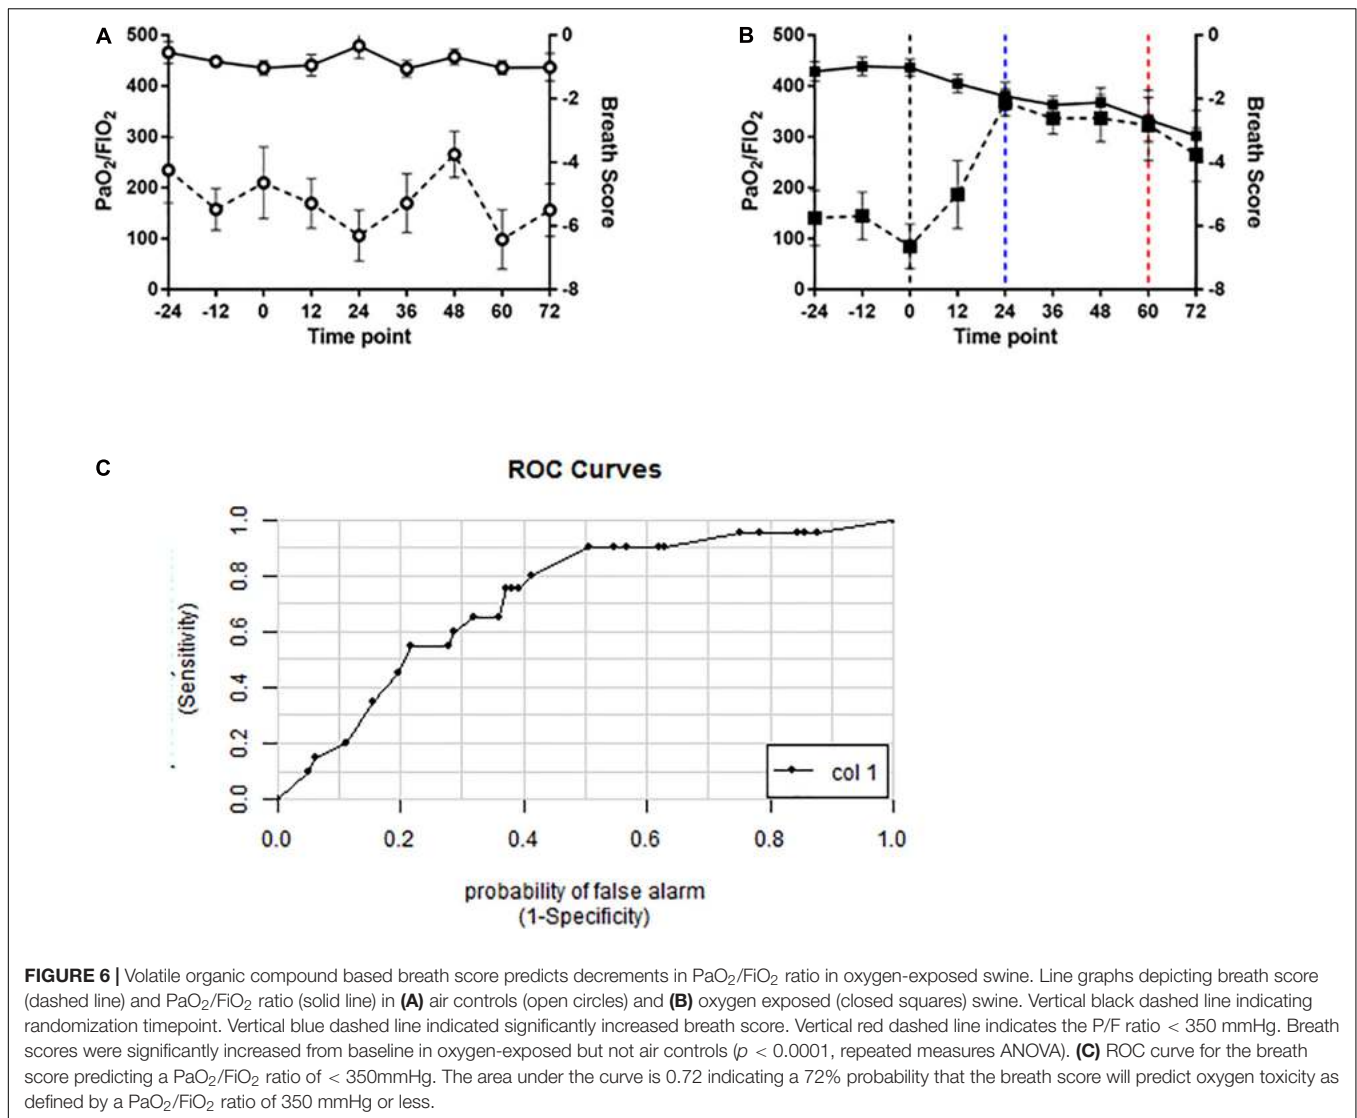 A
500
400
300
200
100
0
PaO2/FIO2
0
-2
-4
-6
-8
Breath Score
-24 -12 0 12 24 36 48 60 72
Time point
B
500
400
300
200
100
0
PaO2/FIO2
0
-2
-4
-6
-8
Breath Score
-24 -12 0 12 24 36 48 60 72
Time point
C
ROC Curves
1.0
0.8
0.6
0.4
0.2
0.0
(Sensitivity)
col 1
0.0 0.2 0.4 0.6 0.8 1.0
probability of false alarm
(1-Specificity)
FIGURE 6 | Volatile organic compound based breath score predicts decrements in PaO2/FiO2 ratio in oxygen-exposed swine. Line graphs depicting breath score
(dashed line) and PaO2/FiO2 ratio (solid line) in (A) air controls (open circles) and (B) oxygen exposed (closed squares) swine. Vertical black dashed line indicating
randomization timepoint. Vertical blue dashed line indicated significantly increased breath score. Vertical red dashed line indicates the P/F ratio < 350 mmHg. Breath
scores were significantly increased from baseline in oxygen-exposed but not air controls (p < 0.0001, repeated measures ANOVA). (C) ROC curve for the breath
score predicting a PaO2/FiO2 ratio of < 350mmHg. The area under the curve is 0.72 indicating a 72% probability that the breath score will predict oxygen toxicity as
defined by a PaO2/FiO2 ratio of 350 mmHg or less.